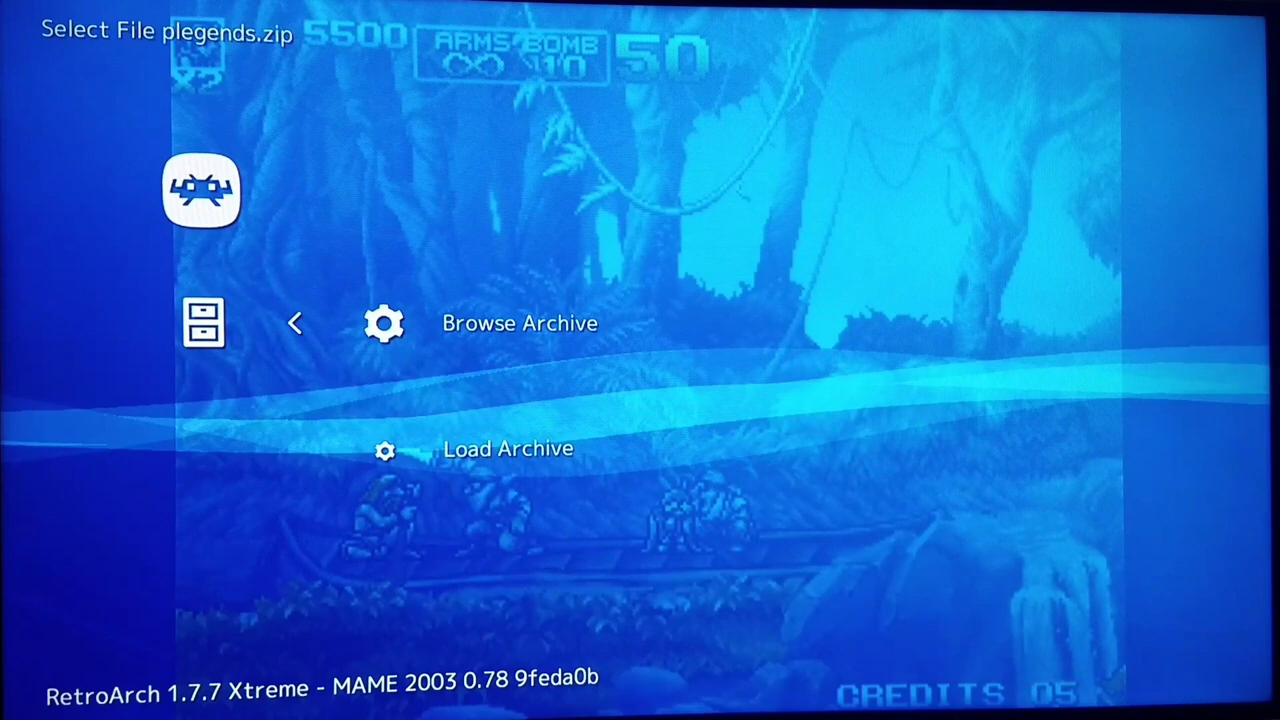 Select File plegends.zip
5500 ARMS BOMB 50
X2 ∞ 10
Browse Archive
Load Archive
RetroArch 1.7.7 Xtreme - MAME 2003 0.78 9feda0b
CREDITS 05